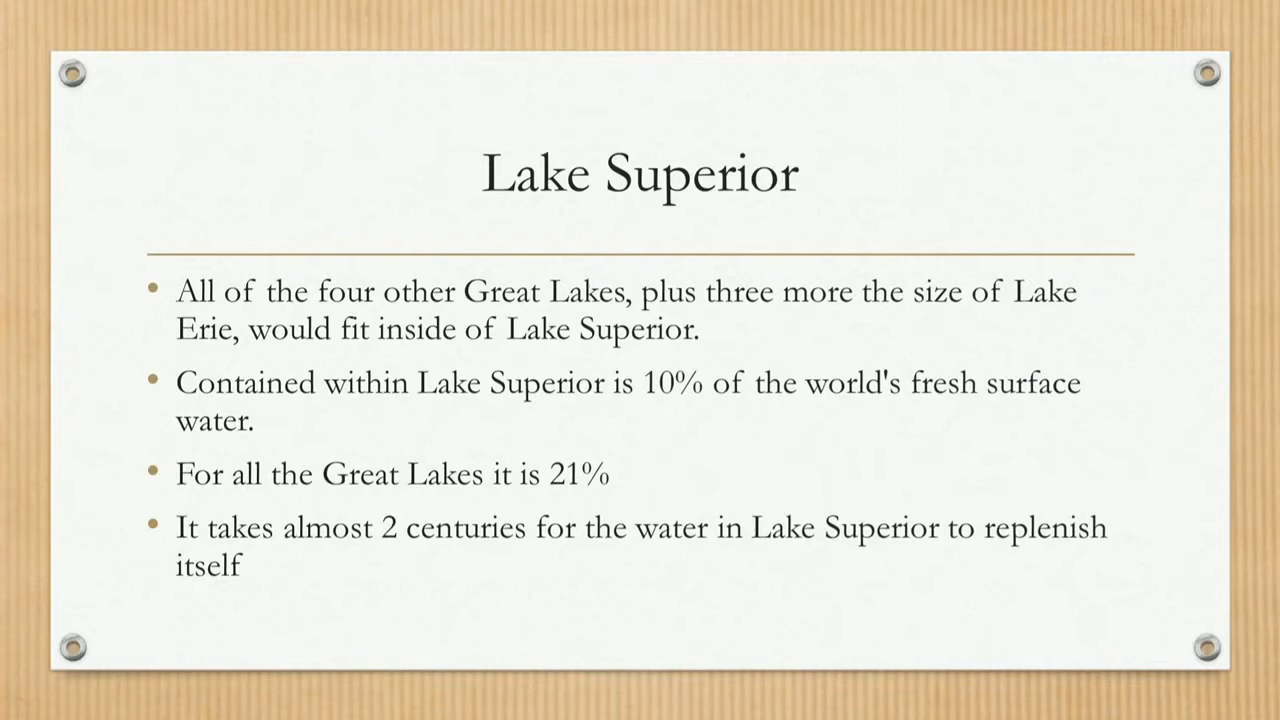 Lake Superior
• All of the four other Great Lakes, plus three more the size of Lake
Erie, would fit inside of Lake Superior.
• Contained within Lake Superior is 10% of the world's fresh surface
water.
• For all the Great Lakes it is 21%
• It takes almost 2 centuries for the water in Lake Superior to replenish
itself